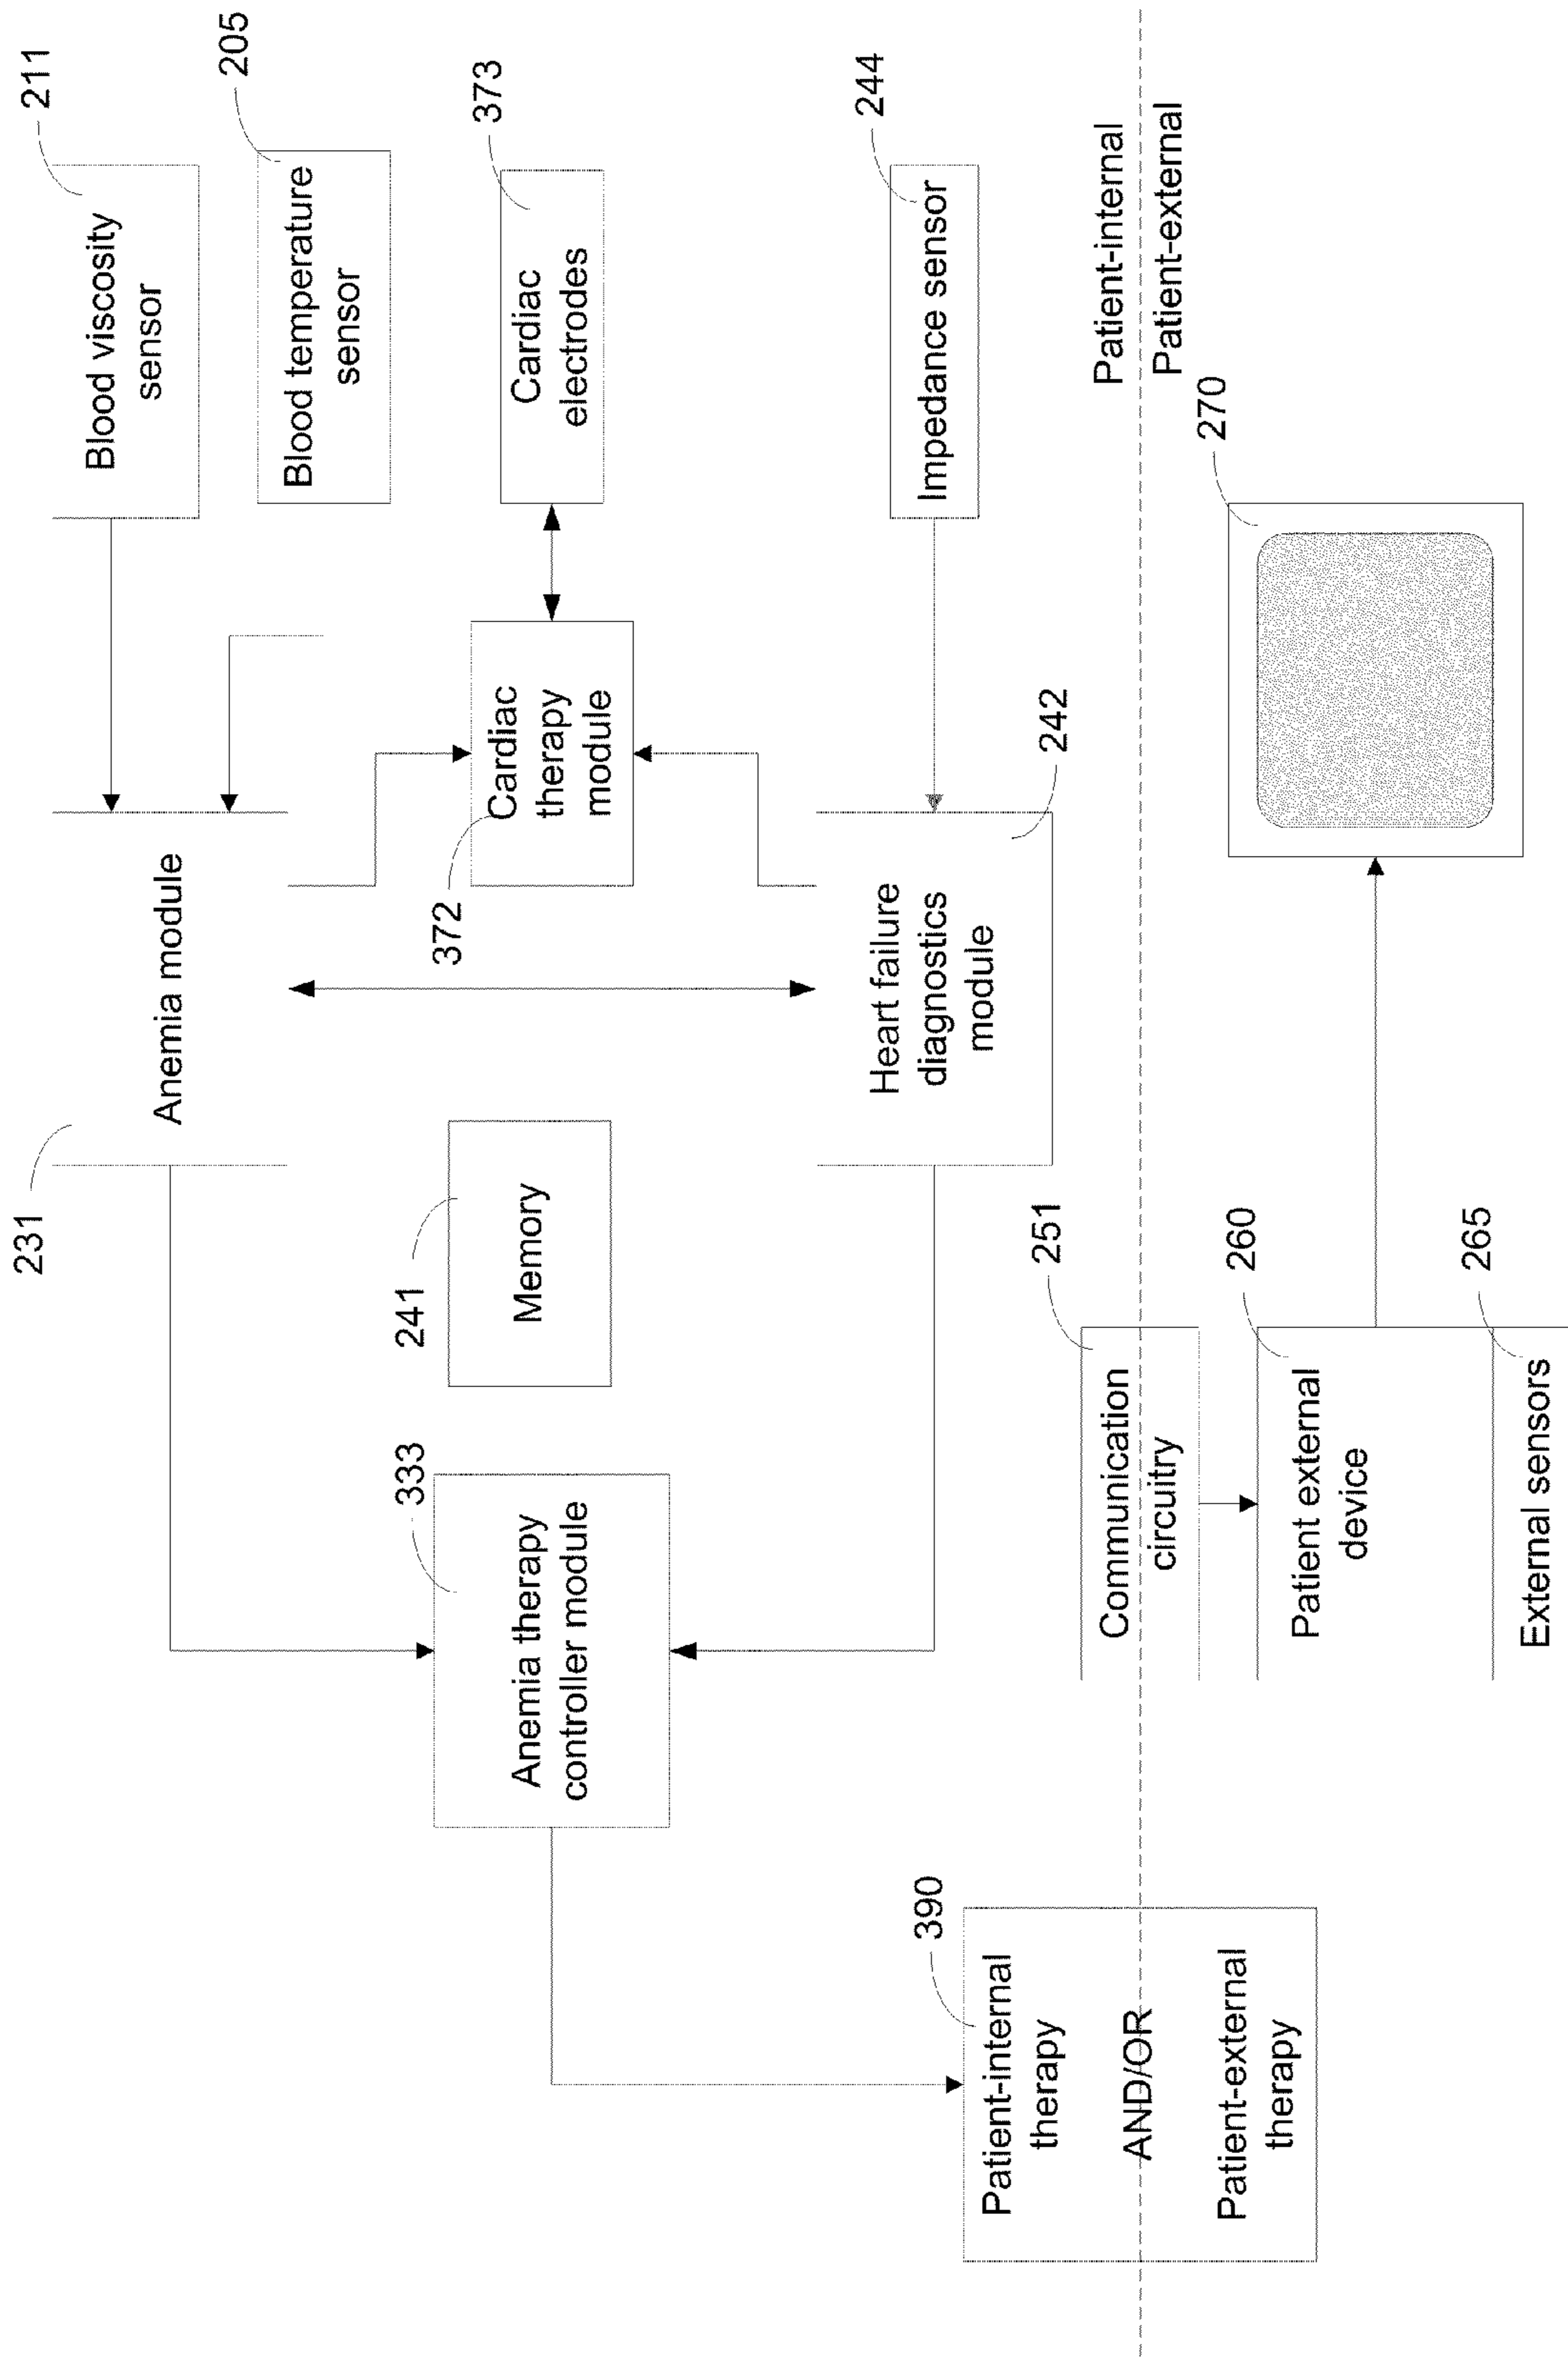 231
Anemia module
Blood viscosity
sensor
211
Blood temperature
sensor
205
333
Anemia therapy
controller module
241
Memory
372
Cardiac
therapy
module
Cardiac
electrodes
373
Heart failure
diagnostics
module
242
Impedance sensor
244
390
Patient-internal
therapy
AND/OR
Patient-external
therapy
Communication
circuitry
251
Patient-internal
Patient-external
Patient external
device
260
270
External sensors
265